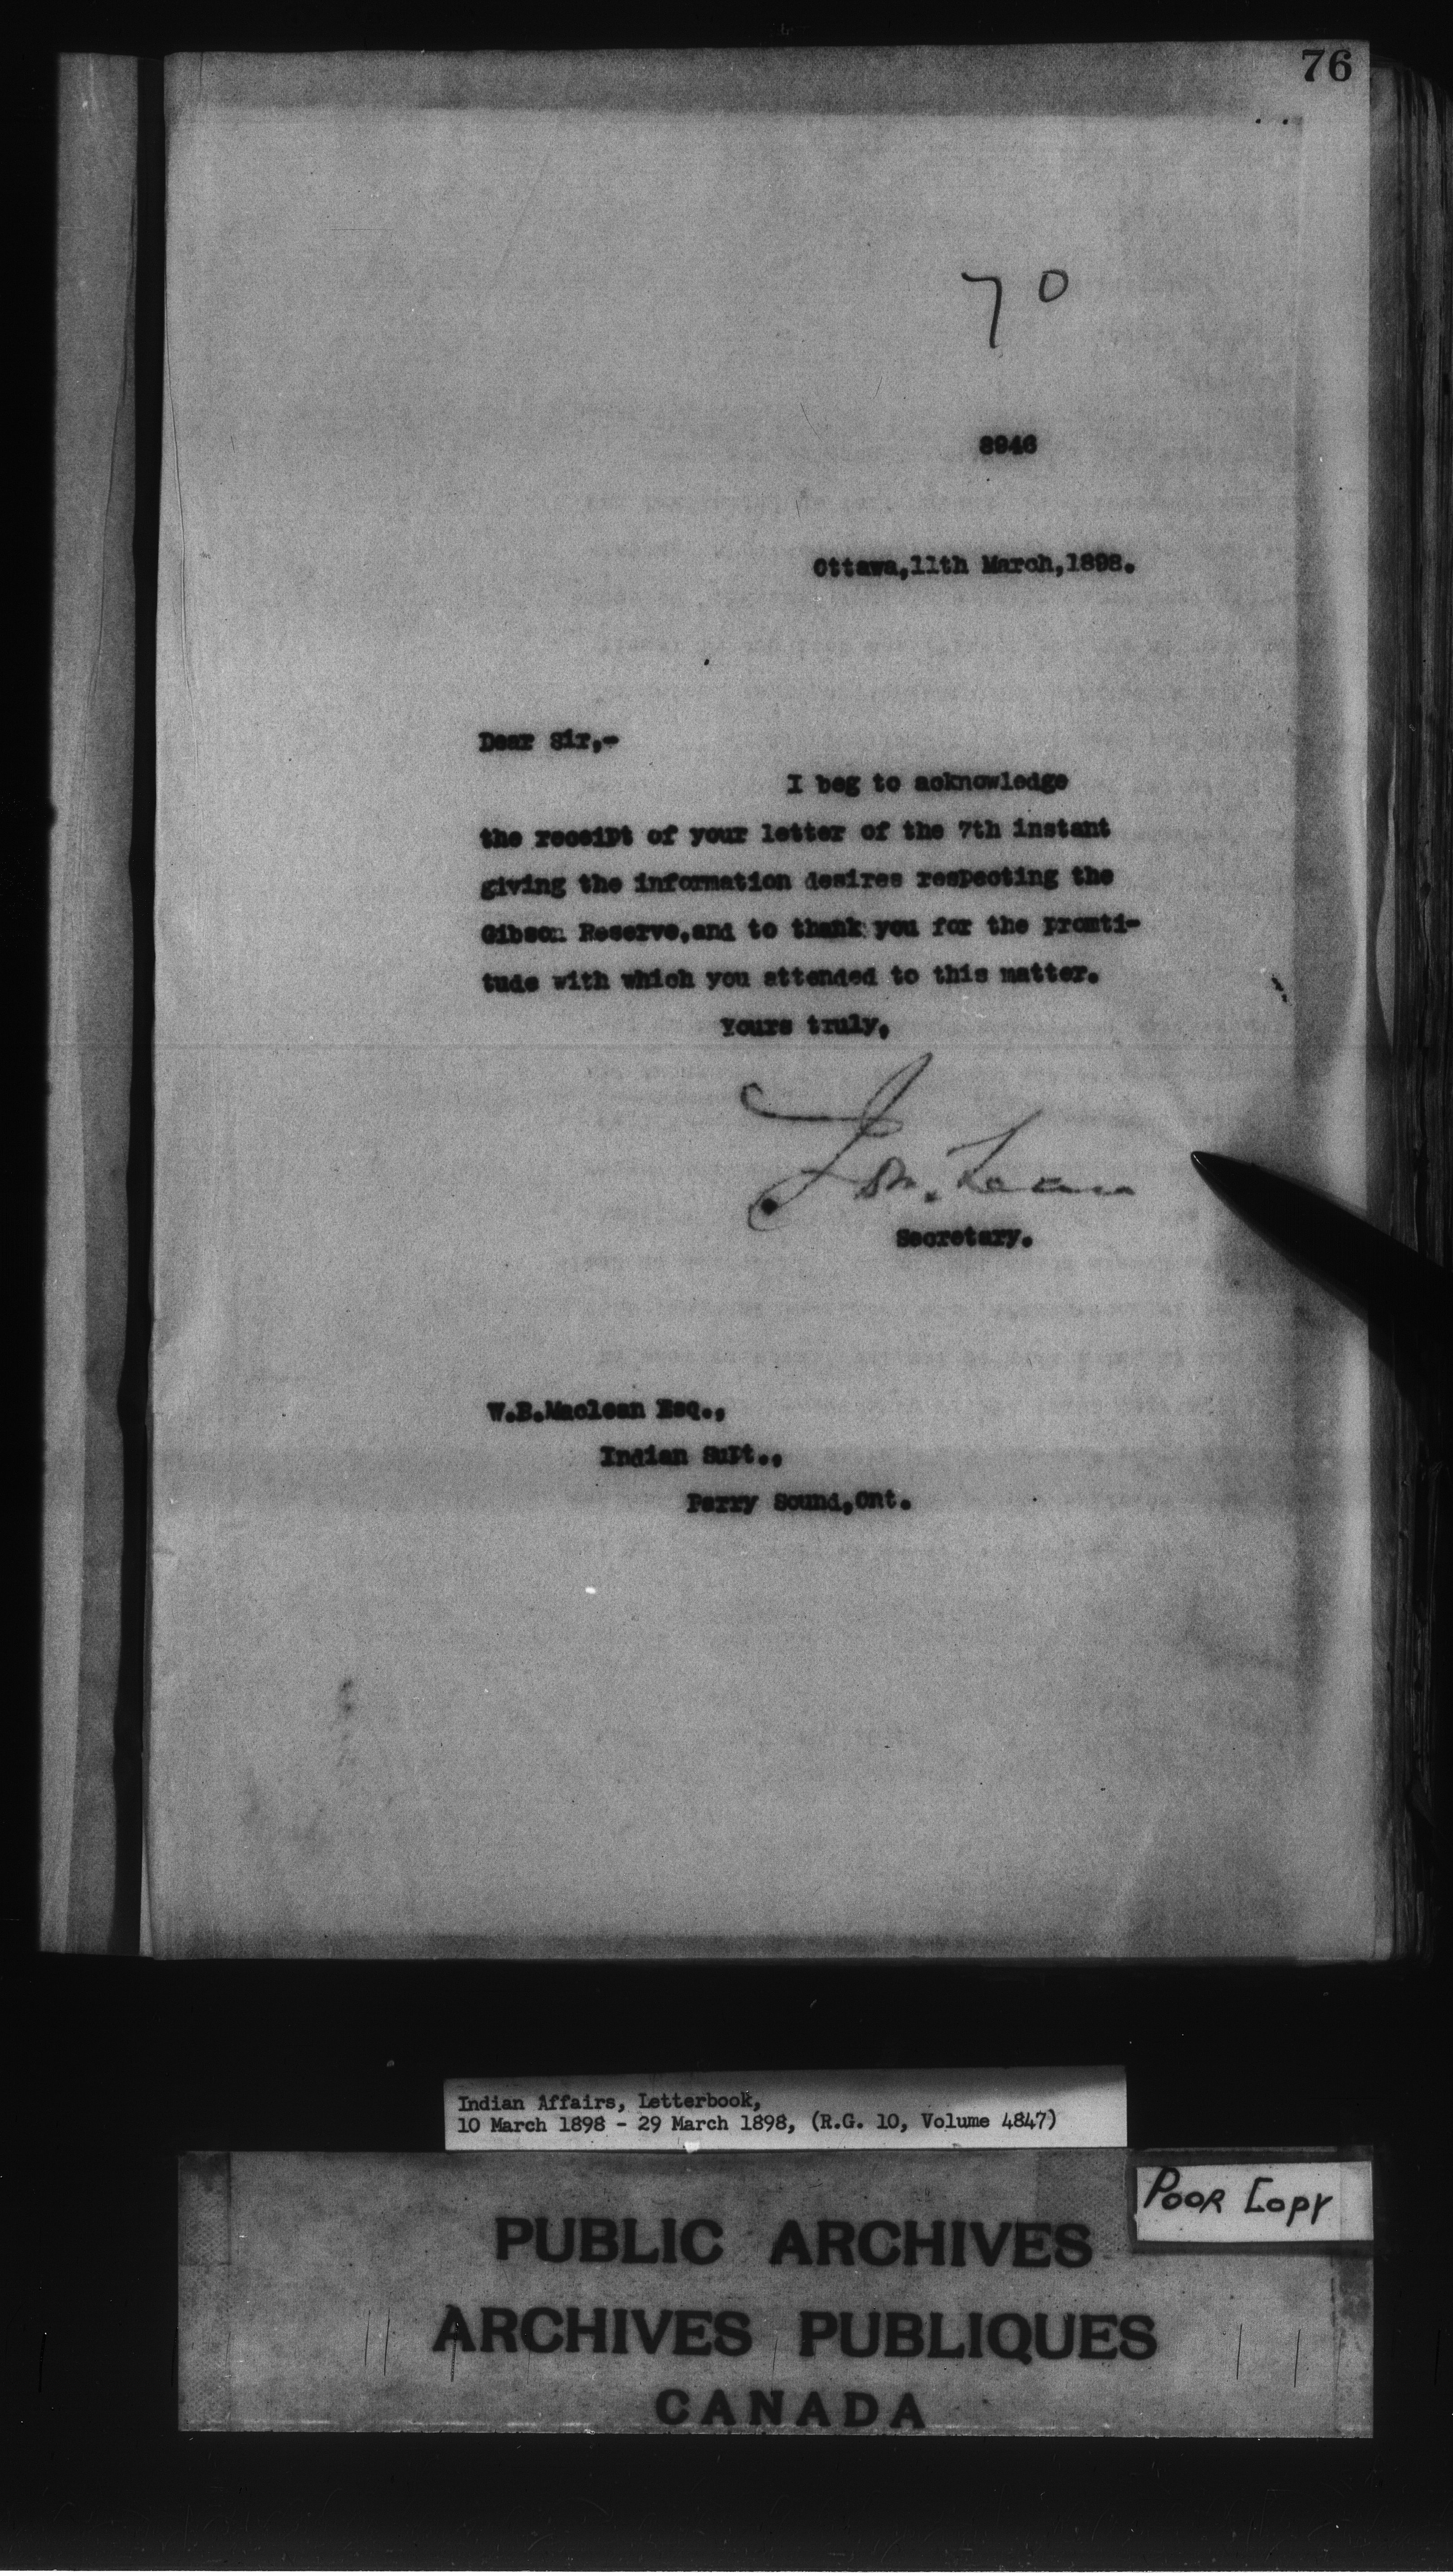 76
70
8946
Ottawa,11th March,1898.
Dear Sir,-
I beg to acknowledge
the receipt of your letter of the 7th instant
giving the information desires respecting the
Gibson Reserve,and to thank you for the promti-
tude with which you attended to this matter.
Yours truly,
Secretary.
W.B.Maclean Esq.,
Indian Supt.,
Parry Sound,Ont.
Indian Affairs, Letterbook,
10 March 1898 - 29 March 1898, (R.G. 10, Volume 4847)
POOR COPY
PUBLIC ARCHIVES
ARCHIVES PUBLIQUES
CANADA